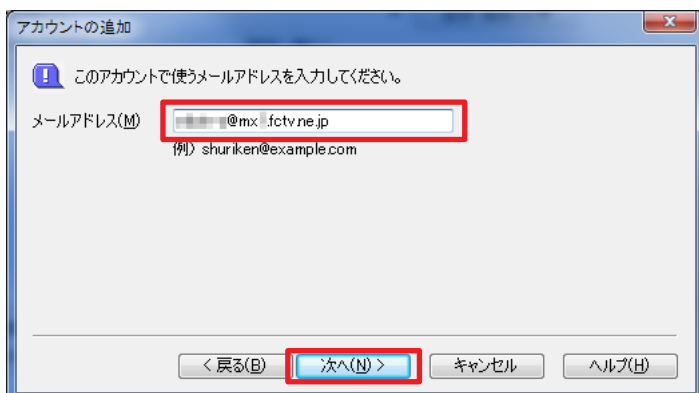 アカウントの追加
このアカウントで使うメールアドレスを入力してください。
メールアドレス(M)
@mx .fctv.ne.jp
例) shuriken@example.com
< 戻る(B)
次へ(N) >
キャンセル
ヘルプ(H)